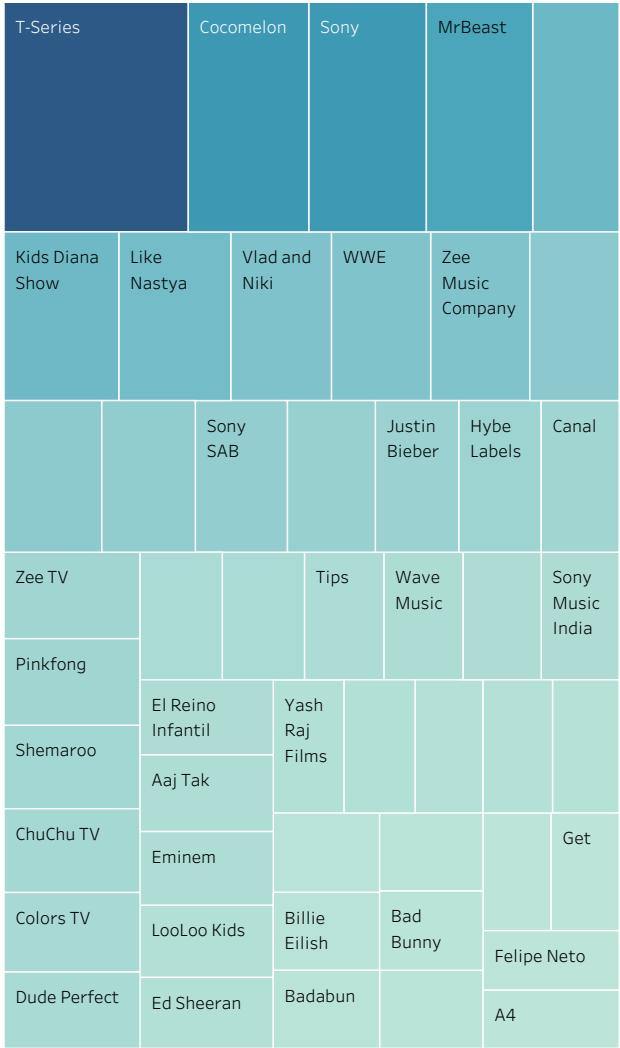 T-Series
Cocomelon
Sony
MrBeast
Kids Diana
Show
Like
Nastya
Vlad and
Niki
WWE
Zee
Music
Company
Sony
SAB
Justin
Bieber
Hybe
Labels
Canal
Zee TV
Pinkfong
Shemaroo
ChuChu TV
Colors TV
Dude Perfect
Tips
Wave
Music
Sony
Music
India
El Reino
Infantil
Aaj Tak
Eminem
LooLoo Kids
Ed Sheeran
Yash
Raj
Films
Billie
Eilish
Badabun
Bad
Bunny
Get
Felipe Neto
A4